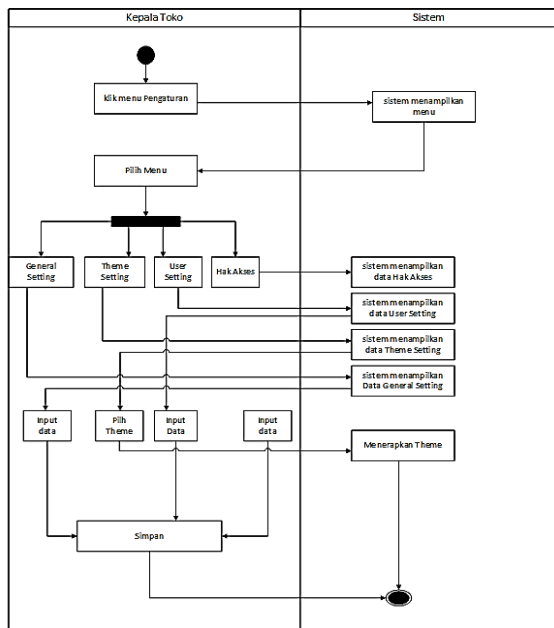 Kepala Toko
Sistem
klik menu Pengaturan
sistem menampilkan
menu
Pilih Menu
General
Setting
Theme
Setting
User
Setting
Hak Akses
sistem menampilkan
data Hak Akses
sistem menampilkan
data User Setting
sistem menampilkan
data Theme Setting
sistem menampilkan
Data General Setting
Input
data
Pilh
Theme
Input
Data
Input
data
Menerapkan Theme
Simpan